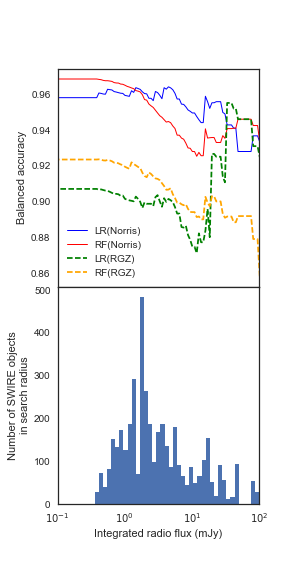 Balanced accuracy
0.96
0.94
0.92
0.90
0.88
0.86
LR(Norris)
RF(Norris)
LR(RGZ)
RF(RGZ)
Number of SWIRE objects
in search radius
500
400
300
200
100
0
10⁻¹ 10⁰ 10¹ 10²
Integrated radio flux (mJy)